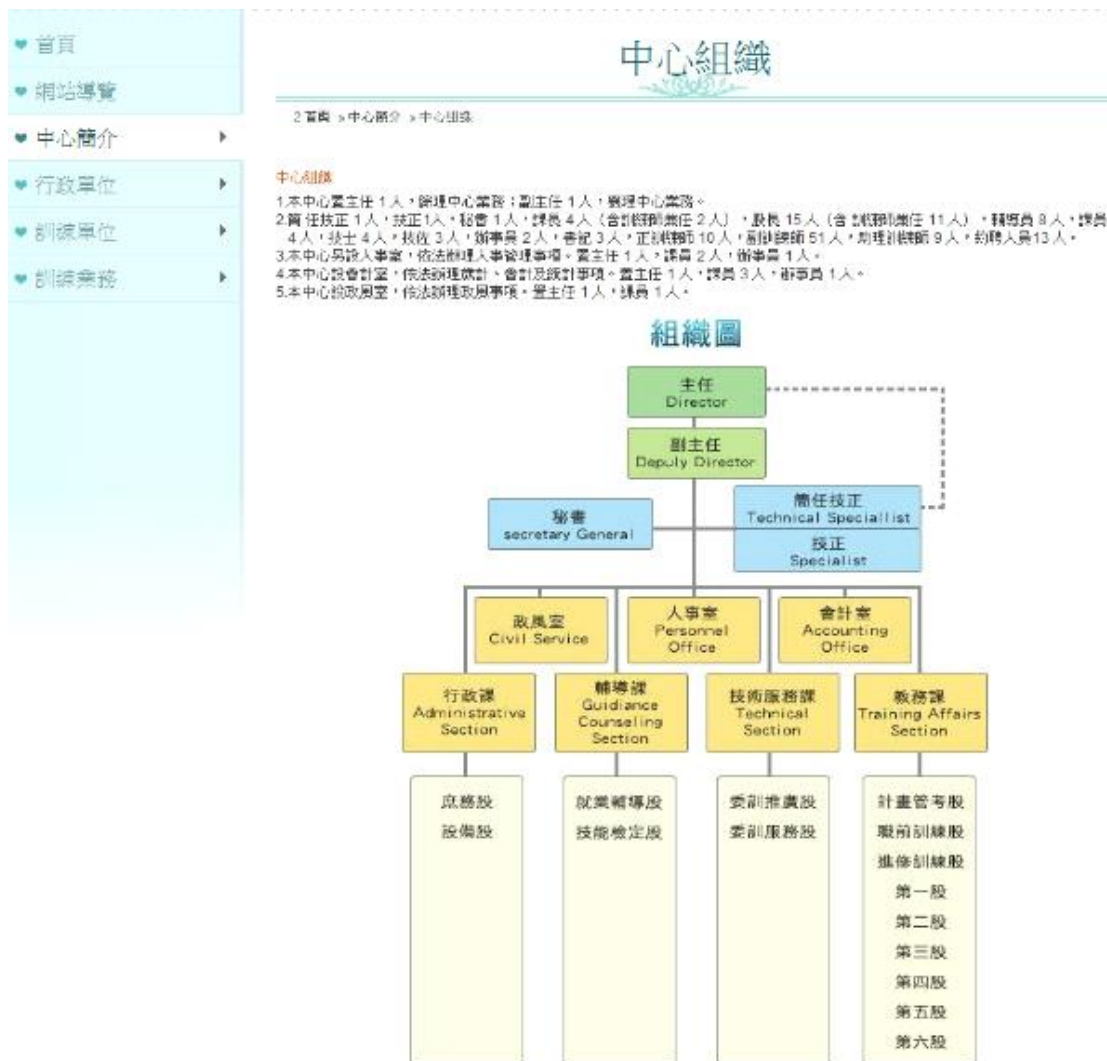 首頁
網站導覽
中心簡介
行政單位
訓練單位
訓練業務
中心組織
首頁 » 中心簡介 » 中心組織
中心組織
1.本中心置主任 1 人,綜理中心業務;副主任 1 人,襄理中心業務。
2.簡任技正 1 人,技正1人,秘書 1 人,課長 4 人(含訓練師兼任 2 人),股長 15 人(含訓練師兼任 11 人),輔導員 8 人,課員
4 人,技士 4 人,技佐 3 人,辦事員 2 人,書記 3 人,正訓練師 10 人,副訓練師 51 人,助理訓練師 9 人,約聘人員13 人。
3.本中心另設人事室,依法辦理人事管理事項。置主任 1 人,課員 2 人,辦事員 1 人。
4.本中心設會計室,依法辦理歲計、會計及統計事項。置主任 1 人,課員 3 人,辦事員 1 人。
5.本中心設政風室,依法辦理政風事項。置主任 1 人,課員 1 人。
組織圖
主任
Director
副主任
Deputy Director
秘書
secretary General
簡任技正
Technical Speciallist
技正
Specialist
政風室
Civil Service
人事室
Personnel
Office
會計室
Accounting
Office
行政課
Administrative
Section
輔導課
Guidiance
Counseling
Section
技術服務課
Technical
Section
教務課
Training Affairs
Section
庶務股
設備股
就業輔導股
技能檢定股
委訓推廣股
委訓服務股
計畫管考股
職前訓練股
進修訓練股
第一股
第二股
第三股
第四股
第五股
第六股